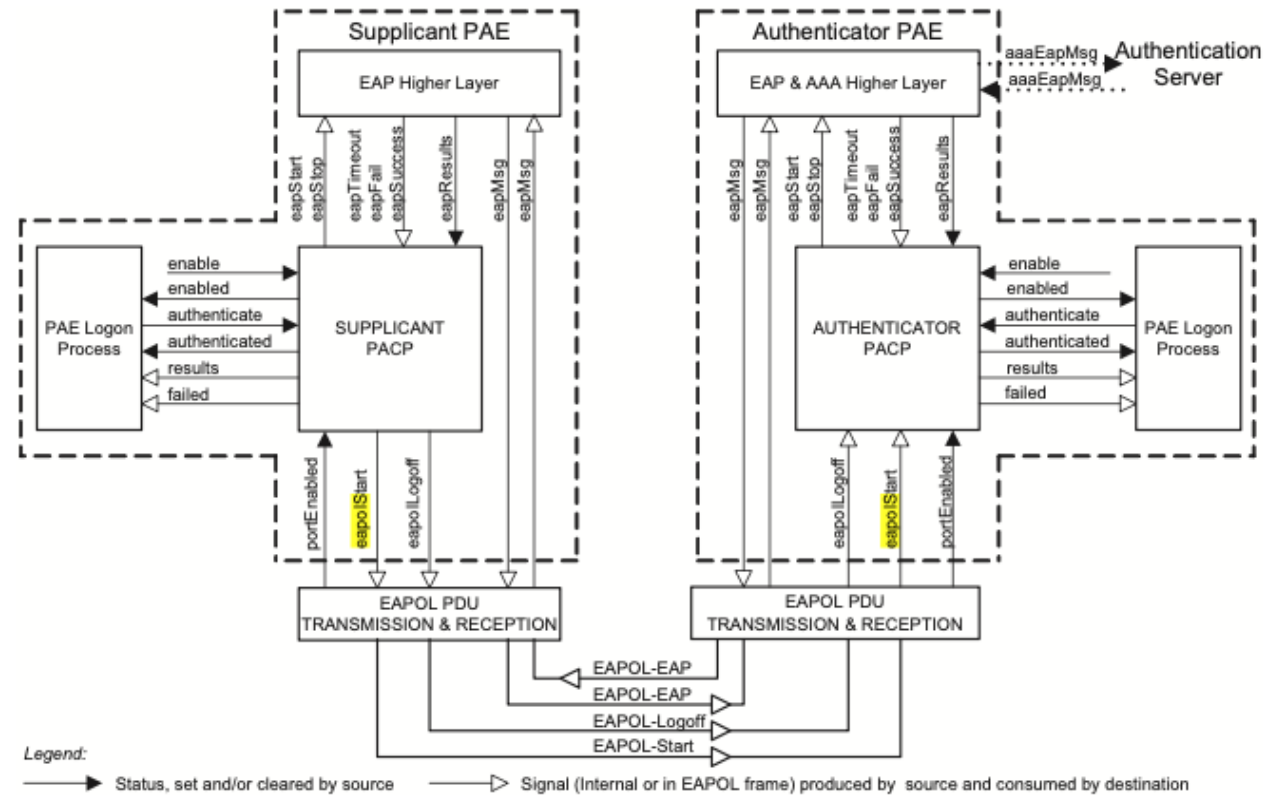 Supplicant PAE
Authenticator PAE
EAP Higher Layer
EAP & AAA Higher Layer
aaaEapMsg
aaaEapMsg
Authentication
Server
eapStart
eapStop
eapTimeout
eapFail
eapSuccess
eapResults
eapMsg
eapMsg
eapMsg
eapMsg
eapStart
eapStop
eapTimeout
eapFail
eapSuccess
eapResults
PAE Logon
Process
enable
enabled
authenticate
authenticated
results
failed
SUPPLICANT
PACP
AUTHENTICATOR
PACP
enable
enabled
authenticate
authenticated
results
failed
PAE Logon
Process
portEnabled
eapolStart
eapolLogoff
eapolLogoff
eapolStart
portEnabled
EAPOL PDU
TRANSMISSION & RECEPTION
EAPOL PDU
TRANSMISSION & RECEPTION
EAPOL-EAP
EAPOL-EAP
EAPOL-Logoff
EAPOL-Start
Legend:
Status, set and/or cleared by source
Signal (Internal or in EAPOL frame) produced by source and consumed by destination